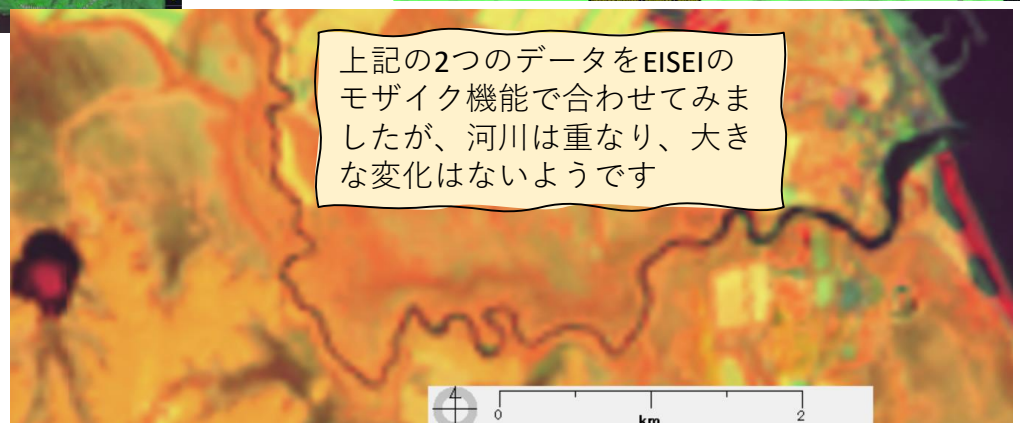 上記の2つのデータをEISEIの
モザイク機能で合わせてみま
したが、河川は重なり、大き
な変化はないようです
0 2
km